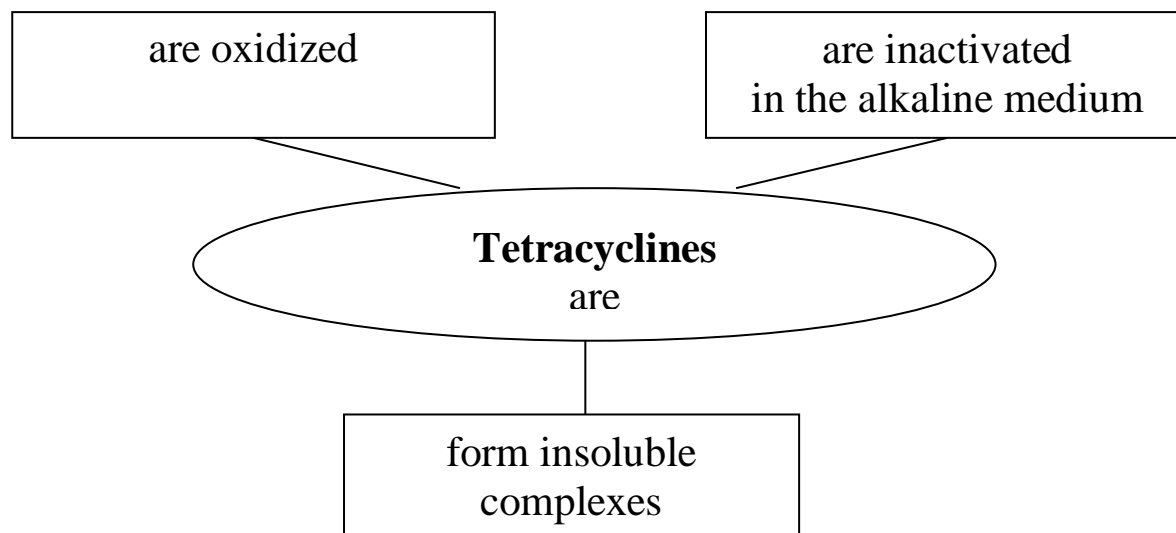 are oxidized
are inactivated
in the alkaline medium
Tetracyclines
are
form insoluble
complexes